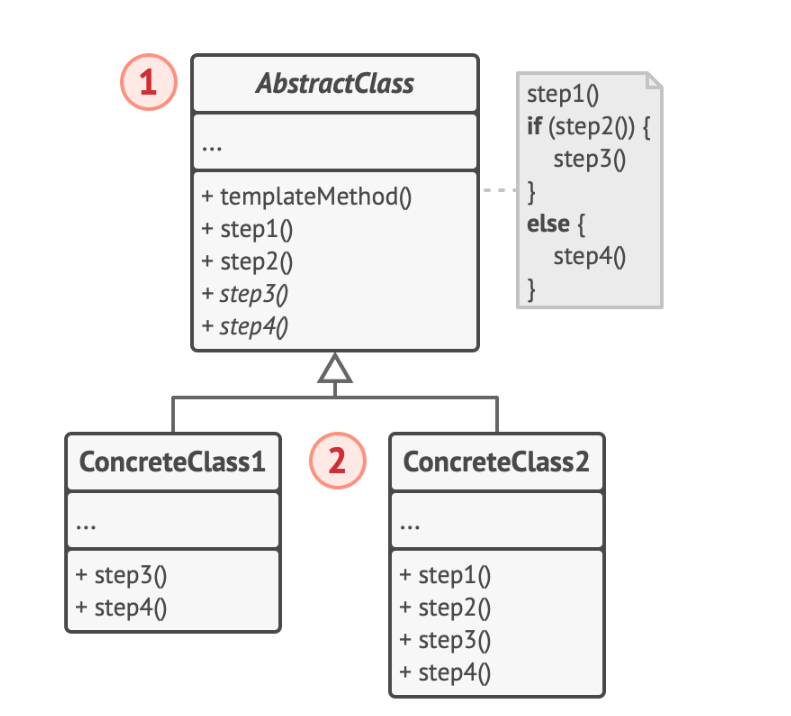 1
AbstractClass
...
+ templateMethod()
+ step1()
+ step2()
+ step3()
+ step4()
step1()
if (step2()) {
step3()
}
else {
step4()
}
ConcreteClass1
...
+ step3()
+ step4()
2
ConcreteClass2
...
+ step1()
+ step2()
+ step3()
+ step4()